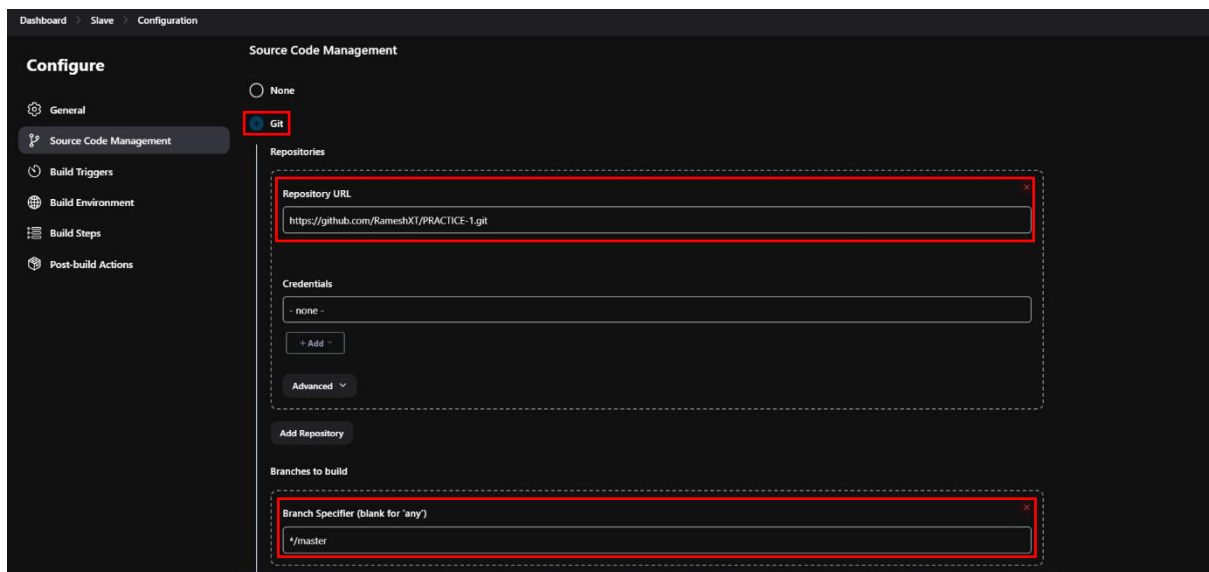 Dashboard > Slave > Configuration
Configure
General
Source Code Management
Build Triggers
Build Environment
Build Steps
Post-build Actions
Source Code Management
None
Git
Repositories
Repository URL
https://github.com/RameshXT/PRACTICE-1.git
Credentials
- none -
+ Add
Advanced
Add Repository
Branches to build
Branch Specifier (blank for 'any')
*/master